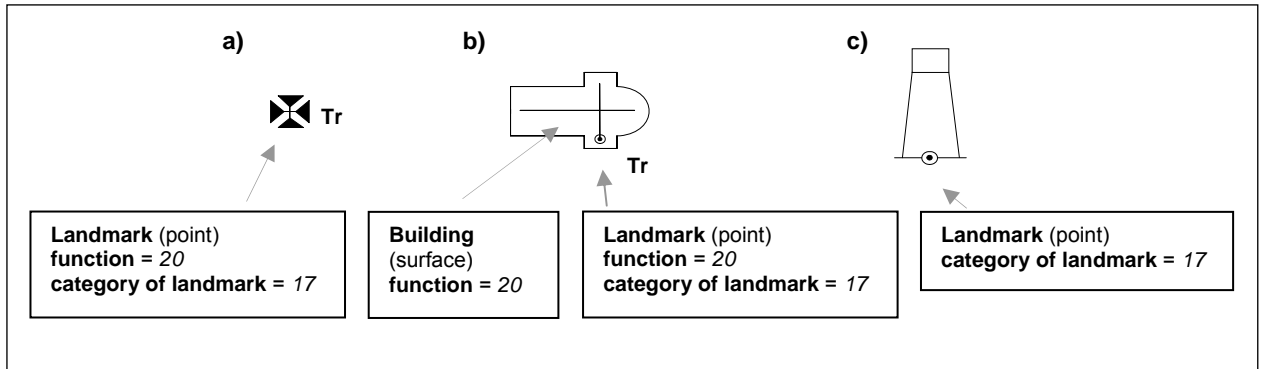 a)
b)
c)
Tr
Tr
Landmark (point)
function = 20
category of landmark = 17
Building
(surface)
function = 20
Landmark (point)
function = 20
category of landmark = 17
Landmark (point)
category of landmark = 17